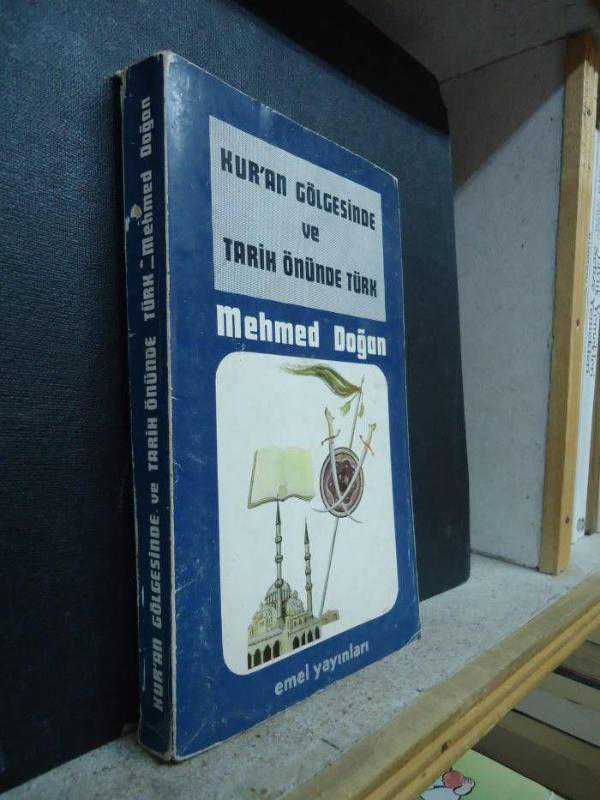 KUR'AN GÖLGESİNDE
ve
TARİH ÖNÜNDE TÜRK
Mehmed Doğan
emel yayınları
KUR'AN GÖLGESİNDE ve TARİH ÖNÜNDE TÜRK Mehmed Doğan